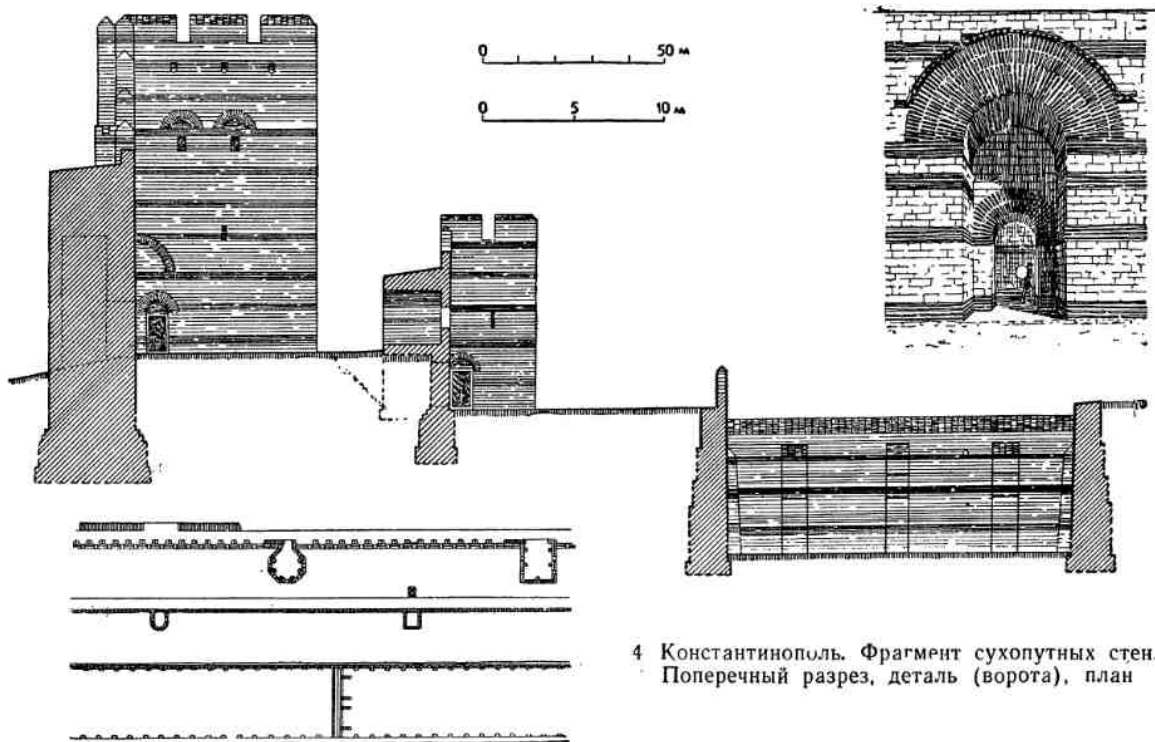 0 50 м
0 5 10 м
4 Константинополь. Фрагмент сухопутных стен.
Поперечный разрез, деталь (ворота), план